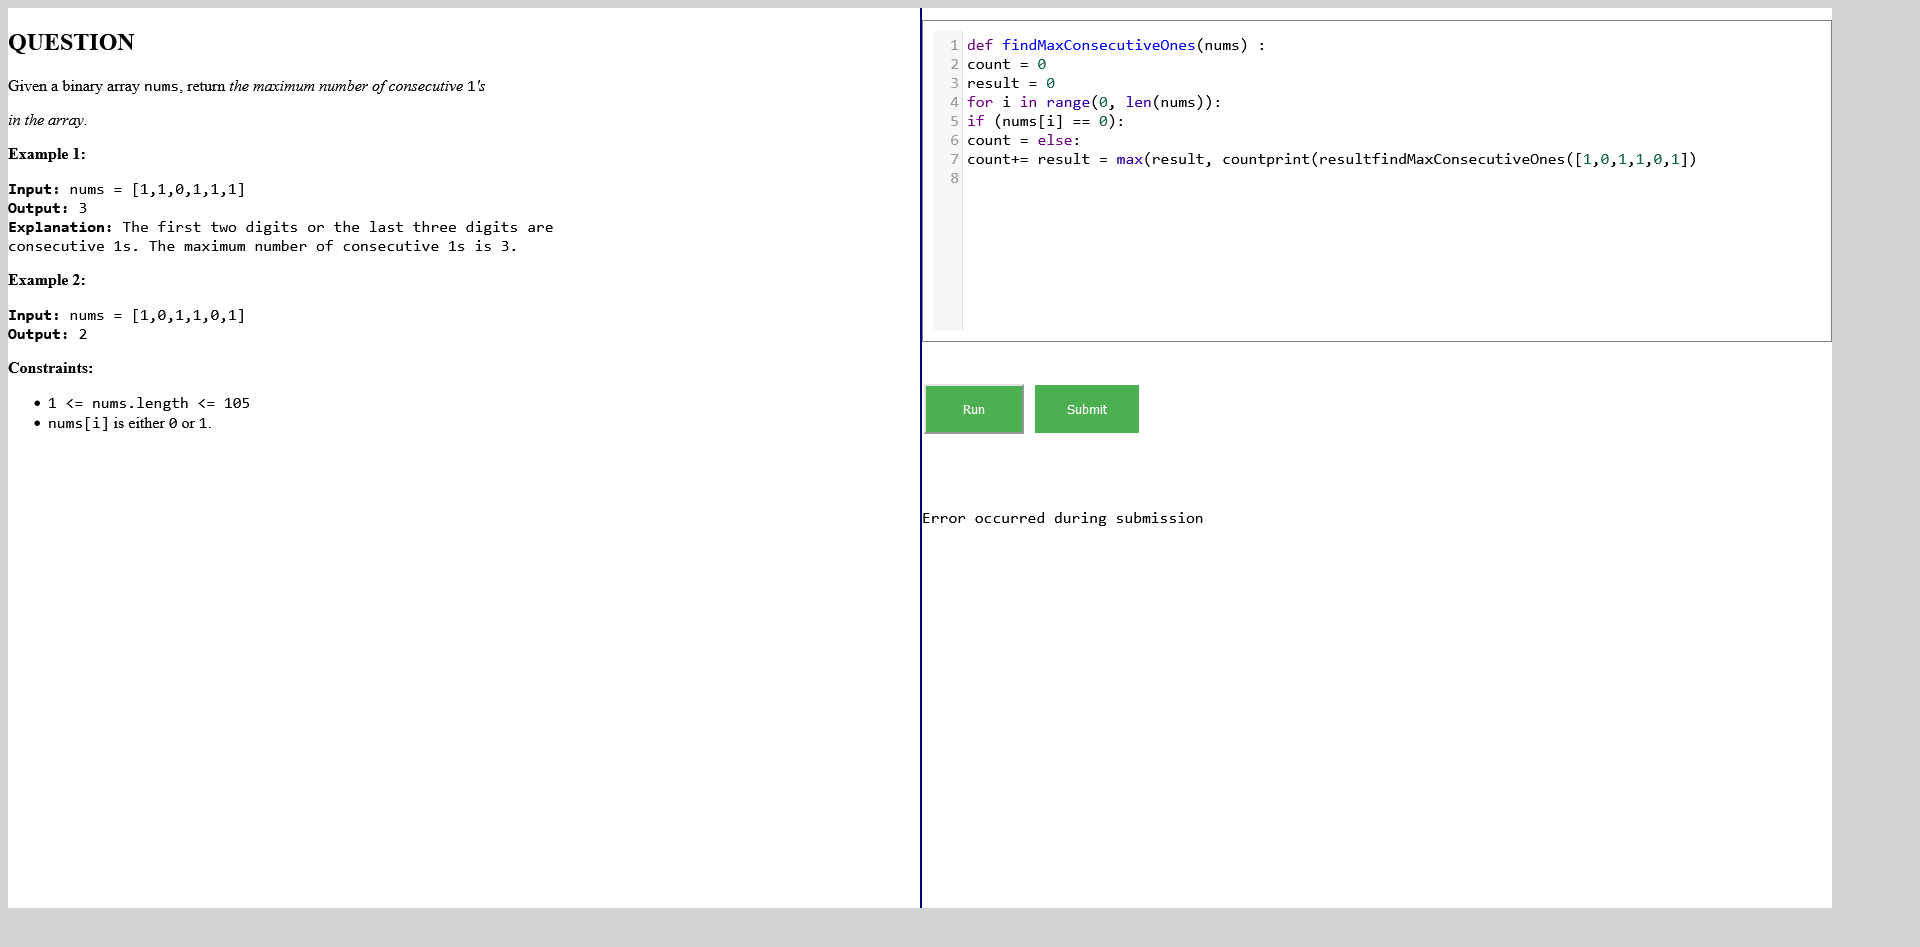 QUESTION
Given a binary array nums, return the maximum number of consecutive 1's
in the array.
Example 1:
Input: nums = [1,1,0,1,1,1]
Output: 3
Explanation: The first two digits or the last three digits are
consecutive 1s. The maximum number of consecutive 1s is 3.
Example 2:
Input: nums = [1,0,1,1,0,1]
Output: 2
Constraints:
• 1 <= nums.length <= 105
• nums[i] is either 0 or 1.
1 def findMaxConsecutiveOnes(nums) :
2 count = 0
3 result = 0
4 for i in range(0, len(nums)):
5 if (nums[i] == 0):
6 count = else:
7 count+= result = max(result, countprint(resultfindMaxConsecutiveOnes([1,0,1,1,0,1])
8
Run Submit
Error occurred during submission